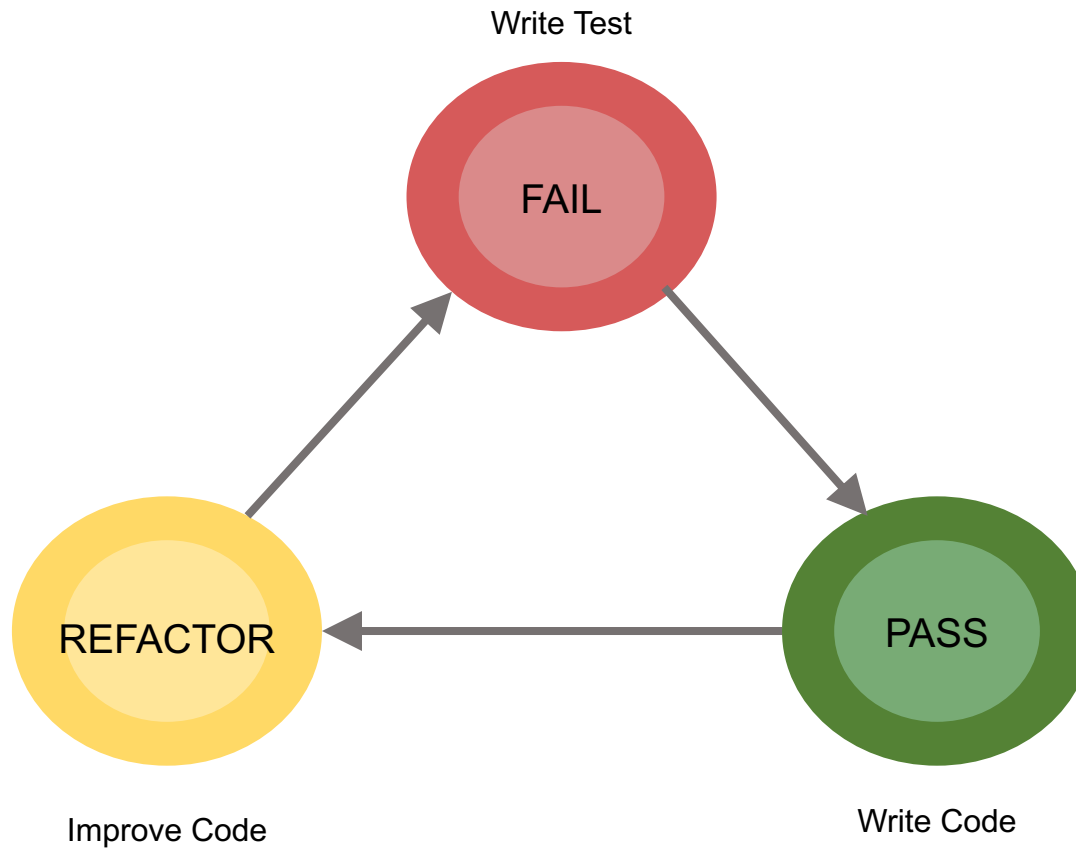 Write Test
FAIL
REFACTOR
PASS
Improve Code
Write Code